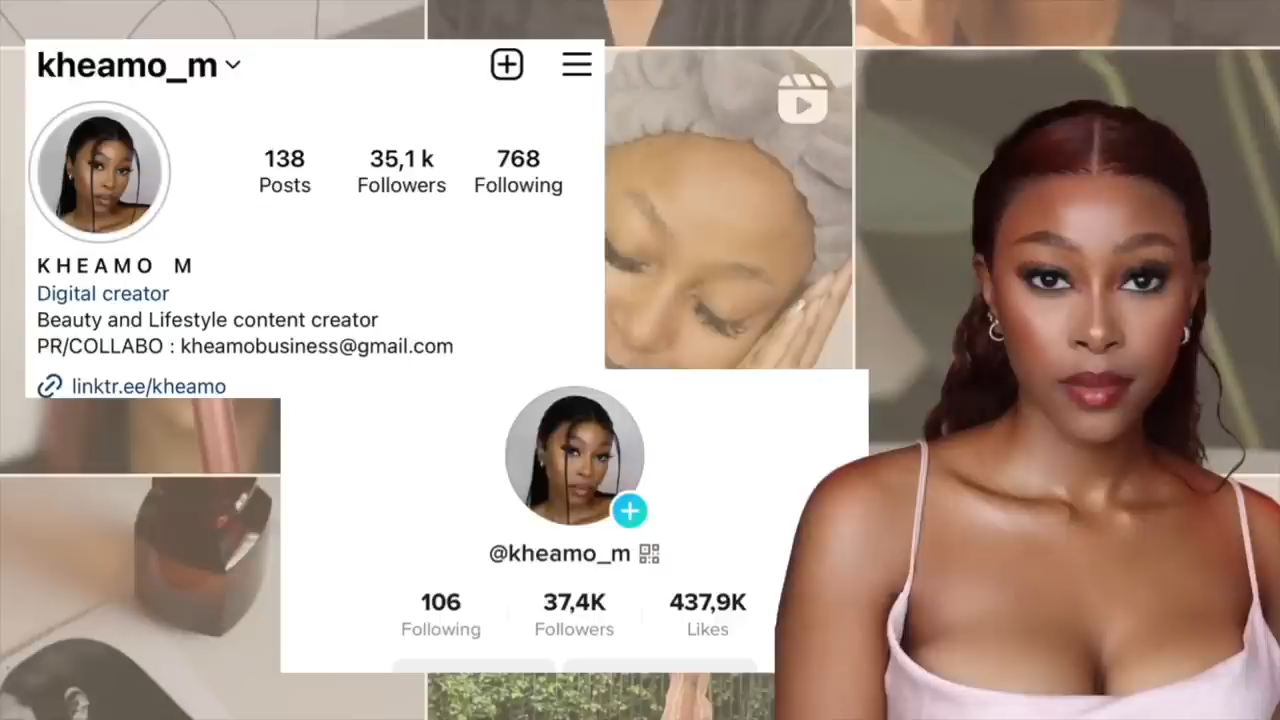 kheamo_m
138 35,1 k 768
Posts Followers Following
KHEAMO M
Digital creator
Beauty and Lifestyle content creator
PR/COLLABO : kheamobusiness@gmail.com
linktr.ee/kheamo
@kheamo_m
106 37,4K 437,9K
Following Followers Likes